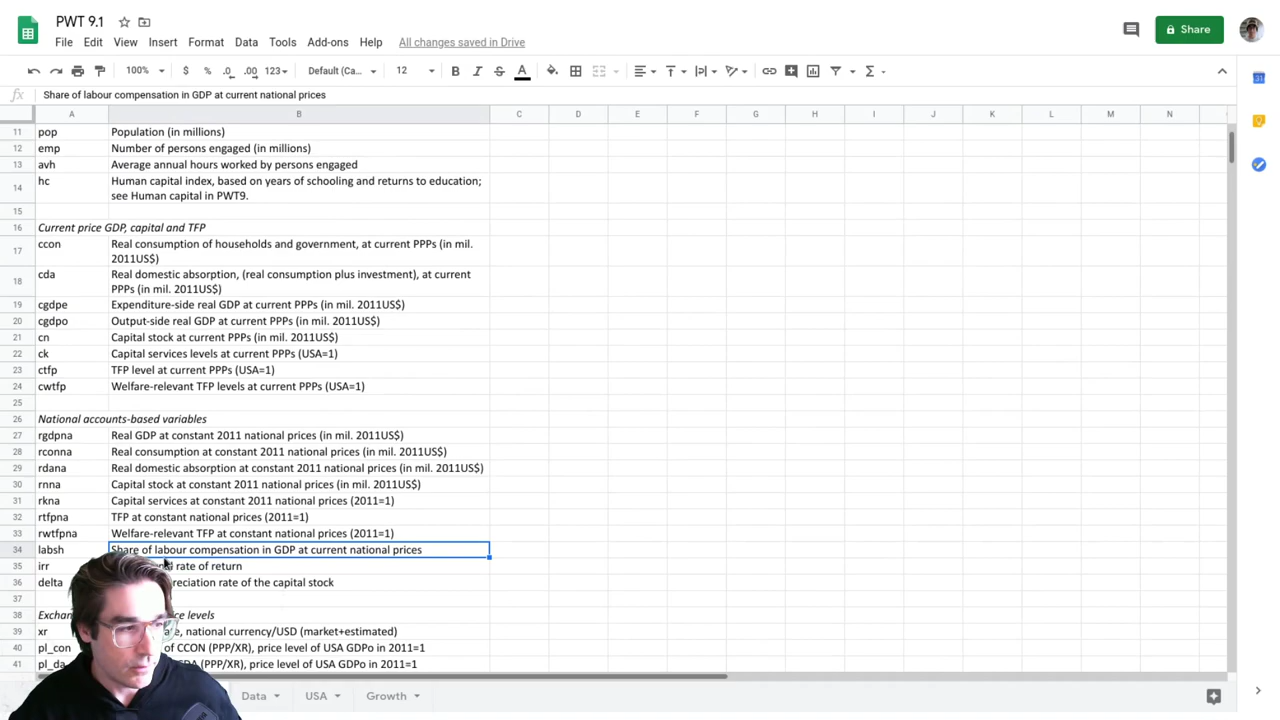 PWT 9.1
File Edit View Insert Format Data Tools Add-ons Help All changes saved in Drive
Share
100% $ % .0 .00 123 Default (Ca... 12 B I S A
fx Share of labour compensation in GDP at current national prices
A B C D E F G H I J K L M N
11 pop Population (in millions)
12 emp Number of persons engaged (in millions)
13 avh Average annual hours worked by persons engaged
14 hc Human capital index, based on years of schooling and returns to education;
see Human capital in PWT9.
15
16 Current price GDP, capital and TFP
17 ccon Real consumption of households and government, at current PPPs (in mil.
2011US$)
18 cda Real domestic absorption, (real consumption plus investment), at current
PPPs (in mil. 2011US$)
19 cgdpe Expenditure-side real GDP at current PPPs (in mil. 2011US$)
20 cgdpo Output-side real GDP at current PPPs (in mil. 2011US$)
21 cn Capital stock at current PPPs (in mil. 2011US$)
22 ck Capital services levels at current PPPs (USA=1)
23 ctfp TFP level at current PPPs (USA=1)
24 cwtfp Welfare-relevant TFP levels at current PPPs (USA=1)
25
26 National accounts-based variables
27 rgdpna Real GDP at constant 2011 national prices (in mil. 2011US$)
28 rconna Real consumption at constant 2011 national prices (in mil. 2011US$)
29 rdana Real domestic absorption at constant 2011 national prices (in mil. 2011US$)
30 rnna Capital stock at constant 2011 national prices (in mil. 2011US$)
31 rkna Capital services at constant 2011 national prices (2011=1)
32 rtfpna TFP at constant national prices (2011=1)
33 rwtfpna Welfare-relevant TFP at constant national prices (2011=1)
34 labsh Share of labour compensation in GDP at current national prices
35 irr rate of return
36 delta reciation rate of the capital stock
37
38 ce levels
39 xr national currency/USD (market+estimated)
40 pl_con of CCON (PPP/XR), price level of USA GDPo in 2011=1
41 pl_da (PPP/XR), price level of USA GDPo in 2011=1
Data USA Growth